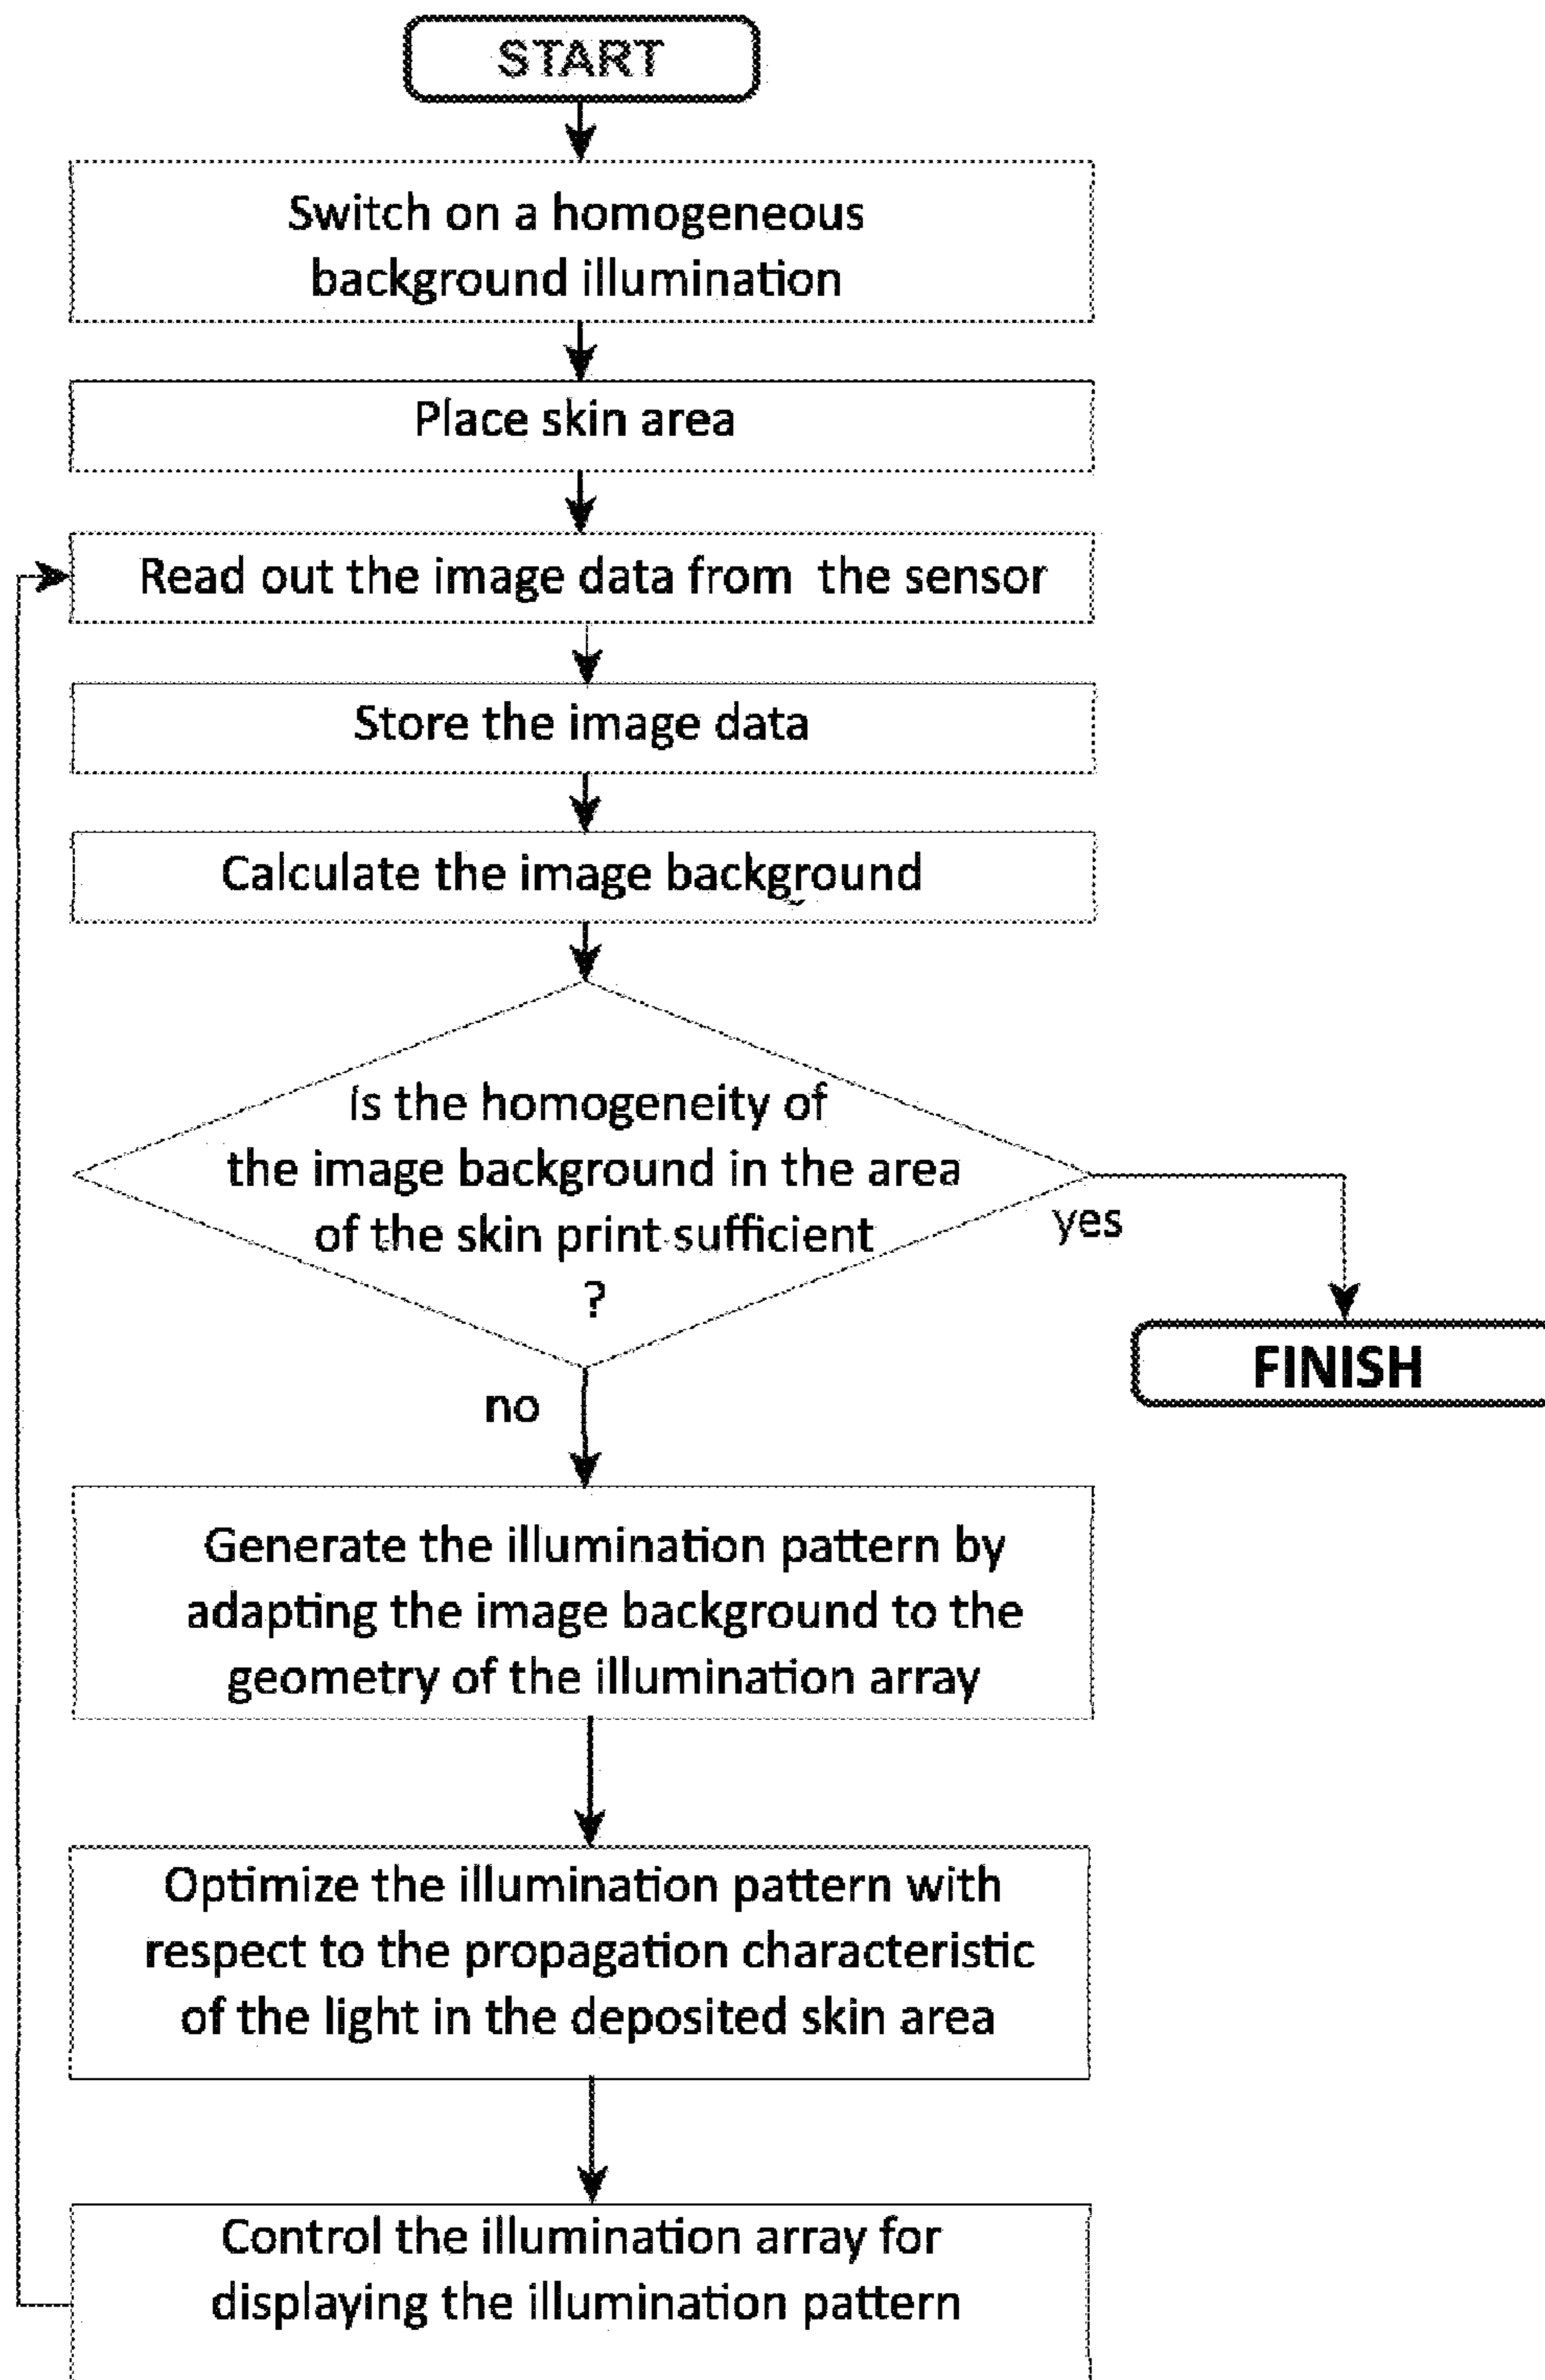 START
Switch on a homogeneous
background illumination
Place skin area
Read out the image data from the sensor
Store the image data
Calculate the image background
Is the homogeneity of
the image background in the area
of the skin print sufficient
?
yes
FINISH
no
Generate the illumination pattern by
adapting the image background to the
geometry of the illumination array
Optimize the illumination pattern with
respect to the propagation characteristic
of the light in the deposited skin area
Control the illumination array for
displaying the illumination pattern